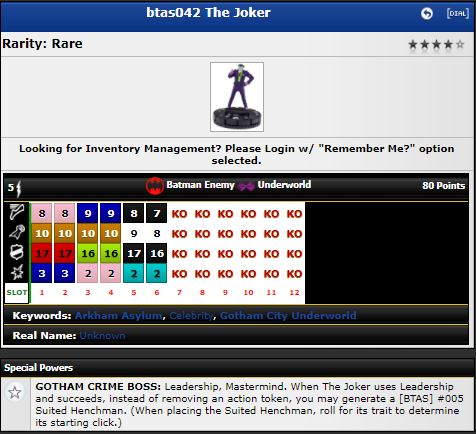 btas042 The Joker
[DIAL]
Rarity: Rare
Looking for Inventory Management? Please Login w/ "Remember Me?" option
selected.
5 Batman Enemy Underworld 80 Points
8 8 9 9 8 7 KO KO KO KO KO KO
10 10 10 10 9 8 KO KO KO KO KO KO
17 17 16 16 17 16 KO KO KO KO KO KO
3 3 2 2 2 2 KO KO KO KO KO KO
SLOT 1 2 3 4 5 6 7 8 9 10 11 12
Keywords: Arkham Asylum, Celebrity, Gotham City Underworld
Real Name: Unknown
Special Powers
GOTHAM CRIME BOSS: Leadership, Mastermind. When The Joker uses Leadership
and succeeds, instead of removing an action token, you may generate a [BTAS] #005
Suited Henchman. (When placing the Suited Henchman, roll for its trait to determine
its starting click.)